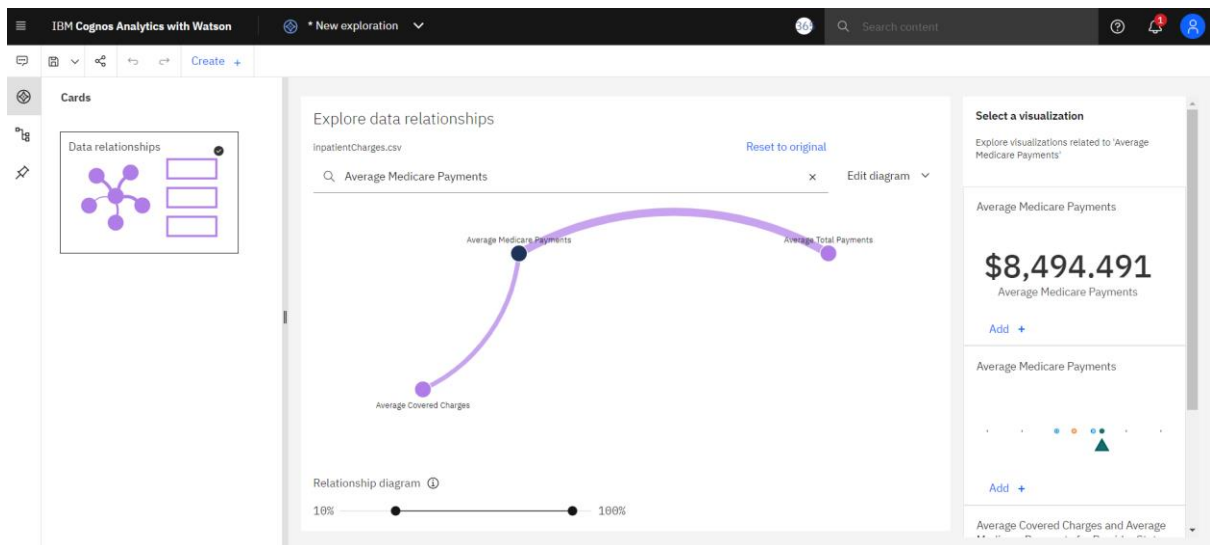 IBM Cognos Analytics with Watson
* New exploration
365
Search content
1
Create +
Cards
Data relationships
Explore data relationships
inpatientCharges.csv
Reset to original
Average Medicare Payments
Edit diagram
Average Medicare Payments
Average Total Payments
Average Covered Charges
Relationship diagram
10%
100%
Select a visualization
Explore visualizations related to 'Average
Medicare Payments'
Average Medicare Payments
$8,494.491
Average Medicare Payments
Add +
Average Medicare Payments
Add +
Average Covered Charges and Average